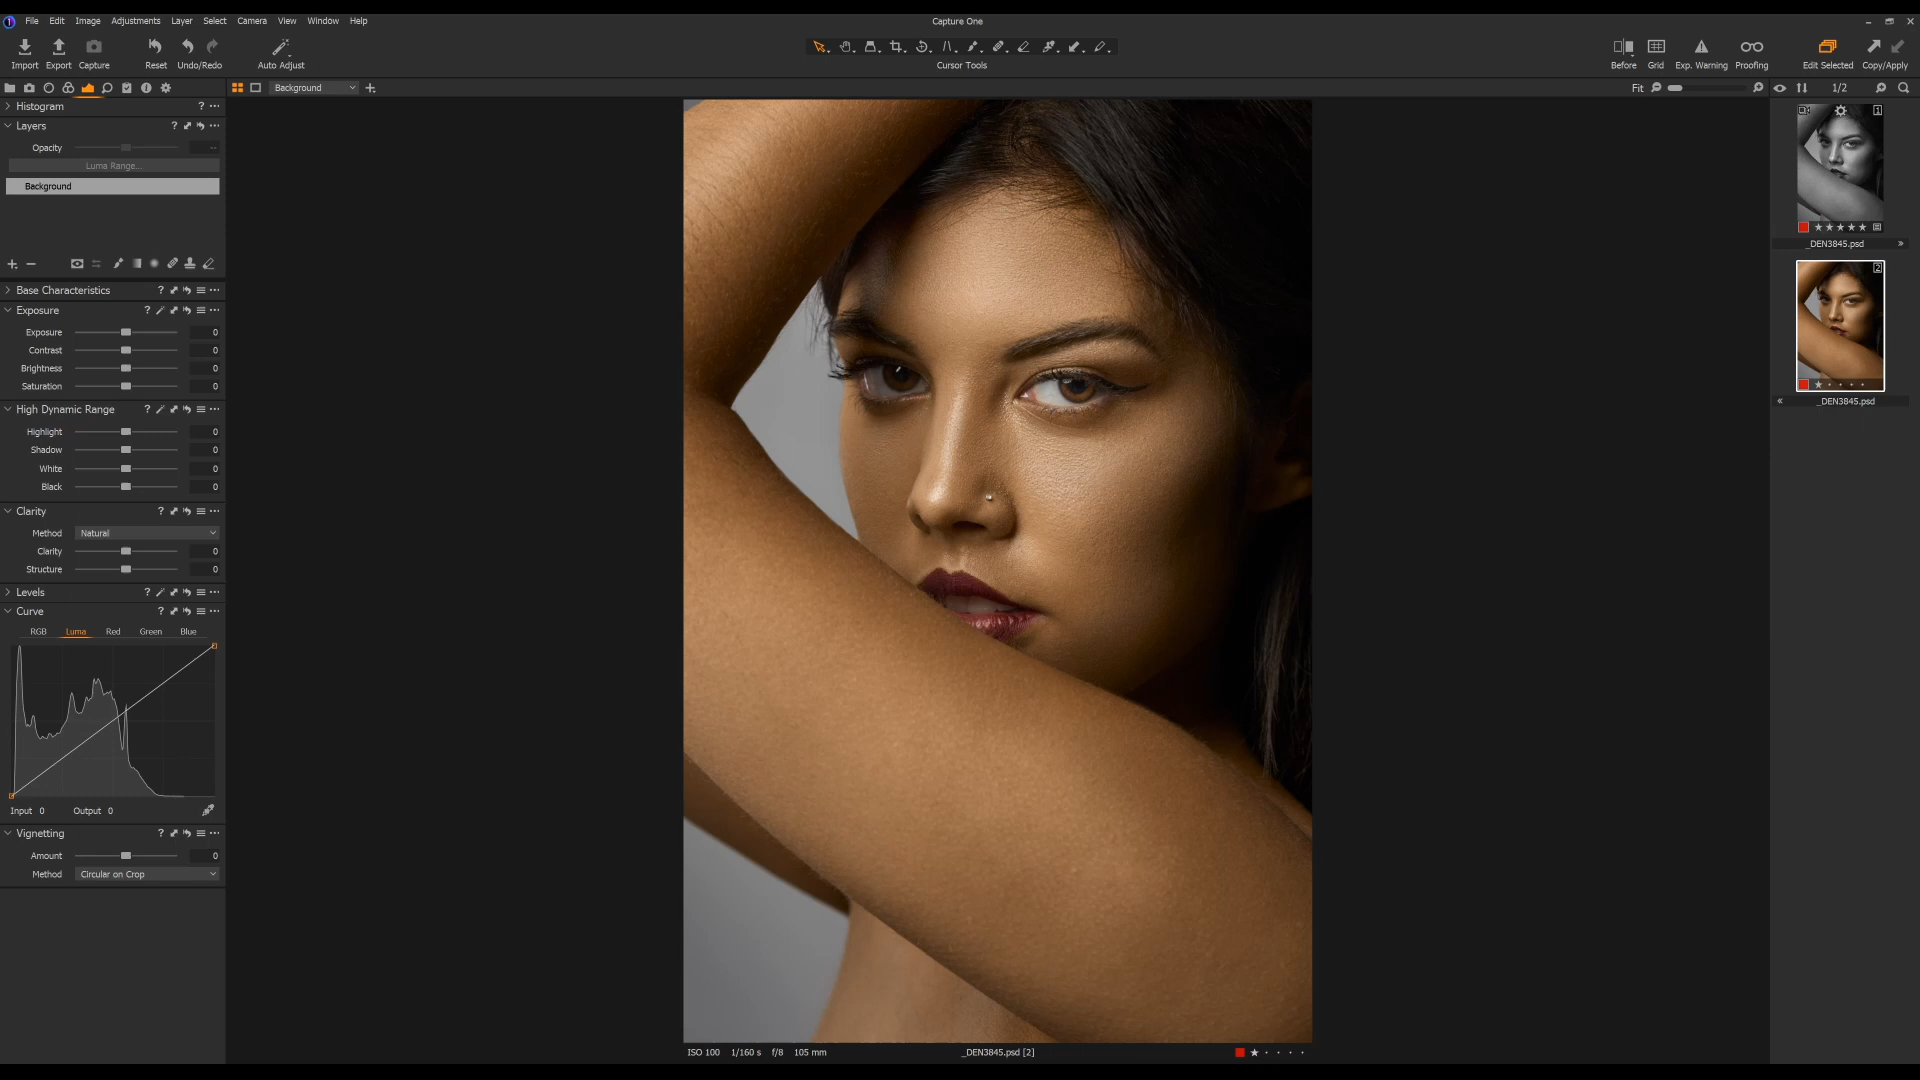 File Edit Image Adjustments Layer Select Camera View Window Help
Capture One
Import Export Capture Reset Undo/Redo Auto Adjust
Cursor Tools
Before Grid Exp. Warning Proofing Edit Selected Copy/Apply
Background
Fit
1/2
Histogram ? ...
Layers ? ...
Opacity --
Luma Range...
Background
Base Characteristics ? ...
Exposure ? ...
Exposure 0
Contrast 0
Brightness 0
Saturation 0
High Dynamic Range ? ...
Highlight 0
Shadow 0
White 0
Black 0
Clarity ? ...
Method Natural
Clarity 0
Structure 0
Levels ? ...
Curve ? ...
RGB Luma Red Green Blue
Input 0 Output 0
Vignetting ? ...
Amount 0
Method Circular on Crop
ISO 100 1/160 s f/8 105 mm
_DEN3845.psd [2]
1
_DEN3845.psd »
2
« _DEN3845.psd